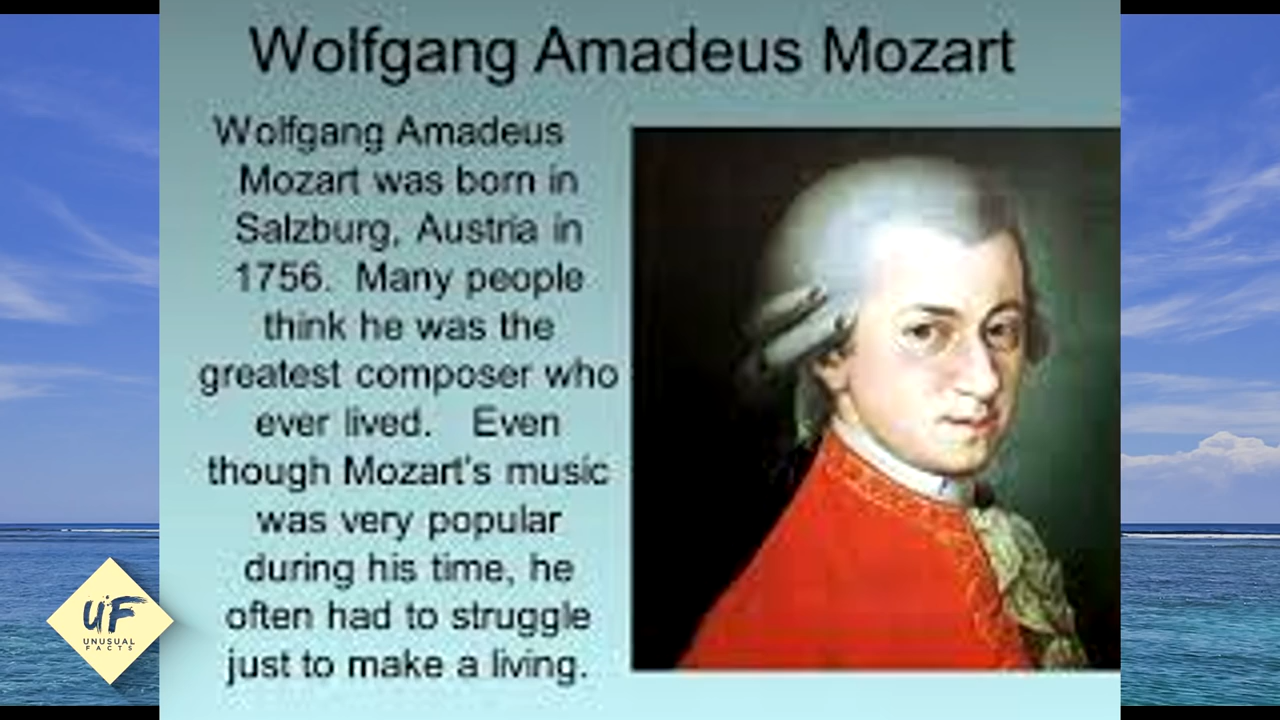 Wolfgang Amadeus Mozart
Wolfgang Amadeus
Mozart was born in
Salzburg, Austria in
1756. Many people
think he was the
greatest composer who
ever lived. Even
though Mozart's music
was very popular
during his time, he
often had to struggle
just to make a living.
UF
UNUSUAL
FACTS